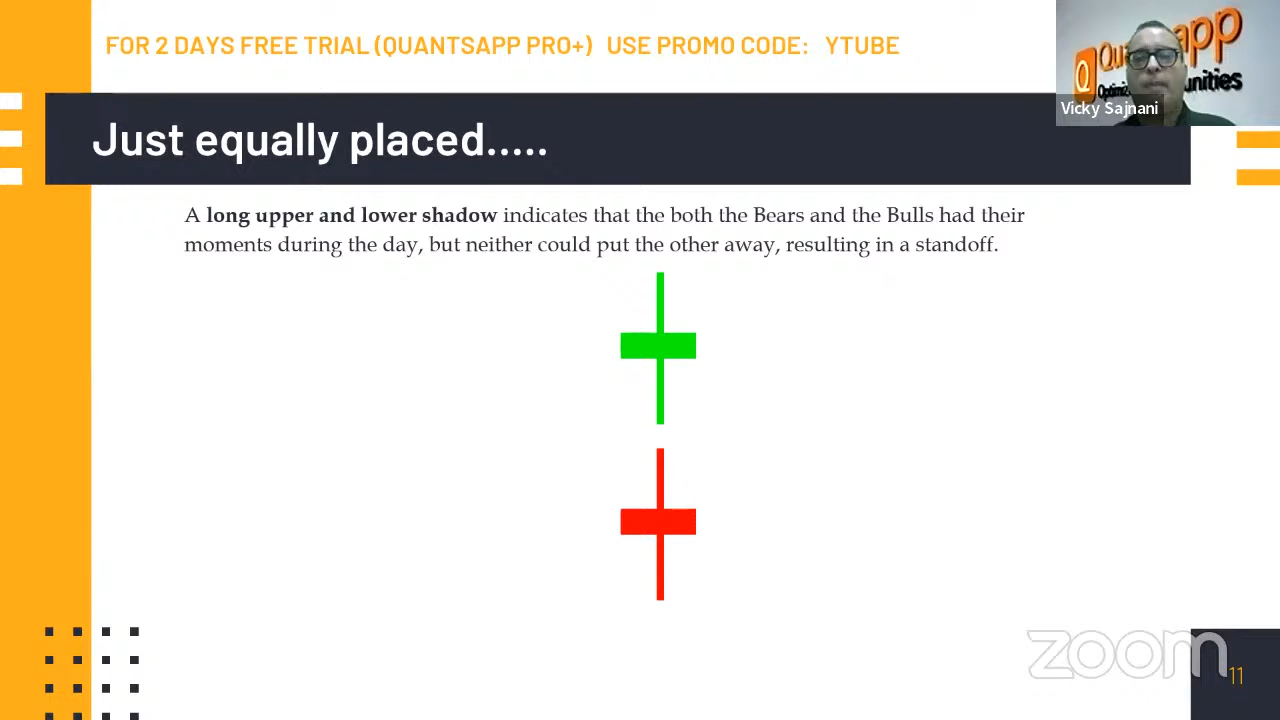 FOR 2 DAYS FREE TRIAL (QUANTSAPP PRO+) USE PROMO CODE: YTUBE
Vicky Sajnani
Just equally placed.....
A long upper and lower shadow indicates that the both the Bears and the Bulls had their
moments during the day, but neither could put the other away, resulting in a standoff.
zoom
11